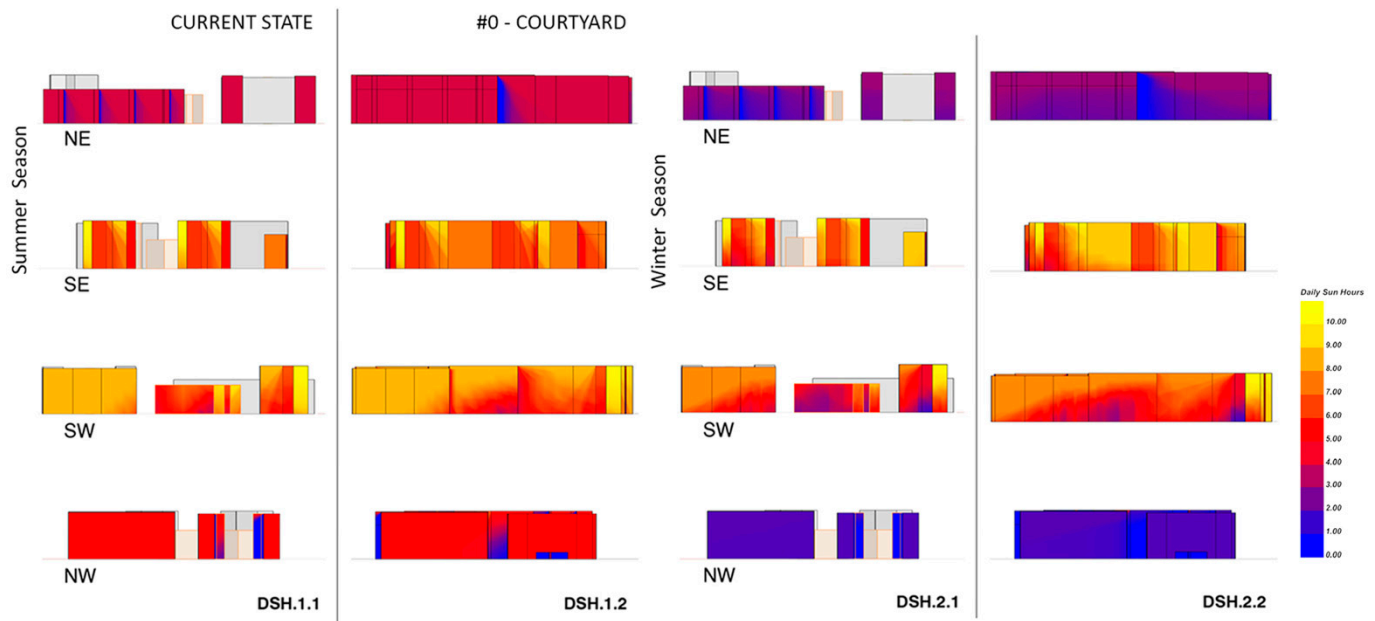 CURRENT STATE
#0 - COURTYARD
Summer Season
NE
SE
SW
NW
DSH.1.1
DSH.1.2
Winter Season
NE
SE
SW
NW
DSH.2.1
DSH.2.2
Daily Sun Hours
10.00
9.00
8.00
7.00
6.00
5.00
4.00
3.00
2.00
1.00
0.00